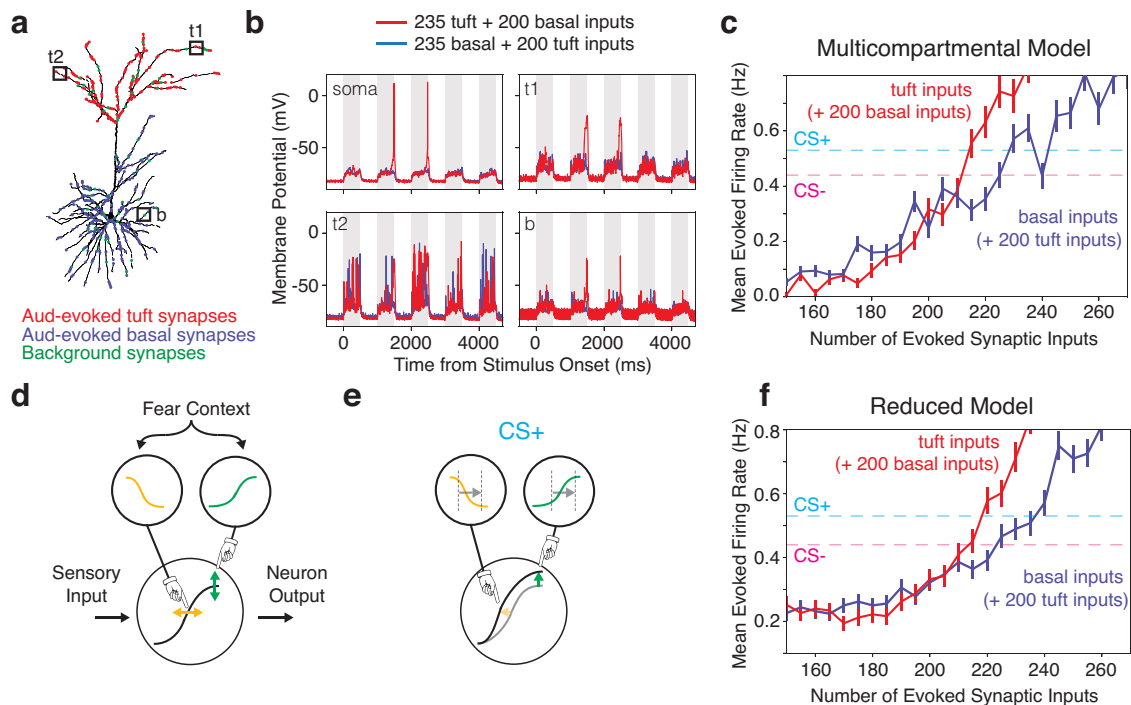 a
t1
t2
b
Aud-evoked tuft synapses
Aud-evoked basal synapses
Background synapses
b
235 tuft + 200 basal inputs
235 basal + 200 tuft inputs
soma
t1
t2
b
0
-50
0
-50
Membrane Potential (mV)
0
2000
4000
0
2000
4000
Time from Stimulus Onset (ms)
c
Multicompartmental Model
tuft inputs
(+ 200 basal inputs)
CS+
CS-
basal inputs
(+ 200 tuft inputs)
Mean Evoked Firing Rate (Hz)
0.6
0.4
0.2
0.0
160
180
200
220
240
260
Number of Evoked Synaptic Inputs
d
Fear Context
Sensory
Input
Neuron
Output
e
CS+
f
Reduced Model
tuft inputs
(+ 200 basal inputs)
CS+
CS-
basal inputs
(+ 200 tuft inputs)
Mean Evoked Firing Rate (Hz)
0.8
0.6
0.4
0.2
160
180
200
220
240
260
Number of Evoked Synaptic Inputs